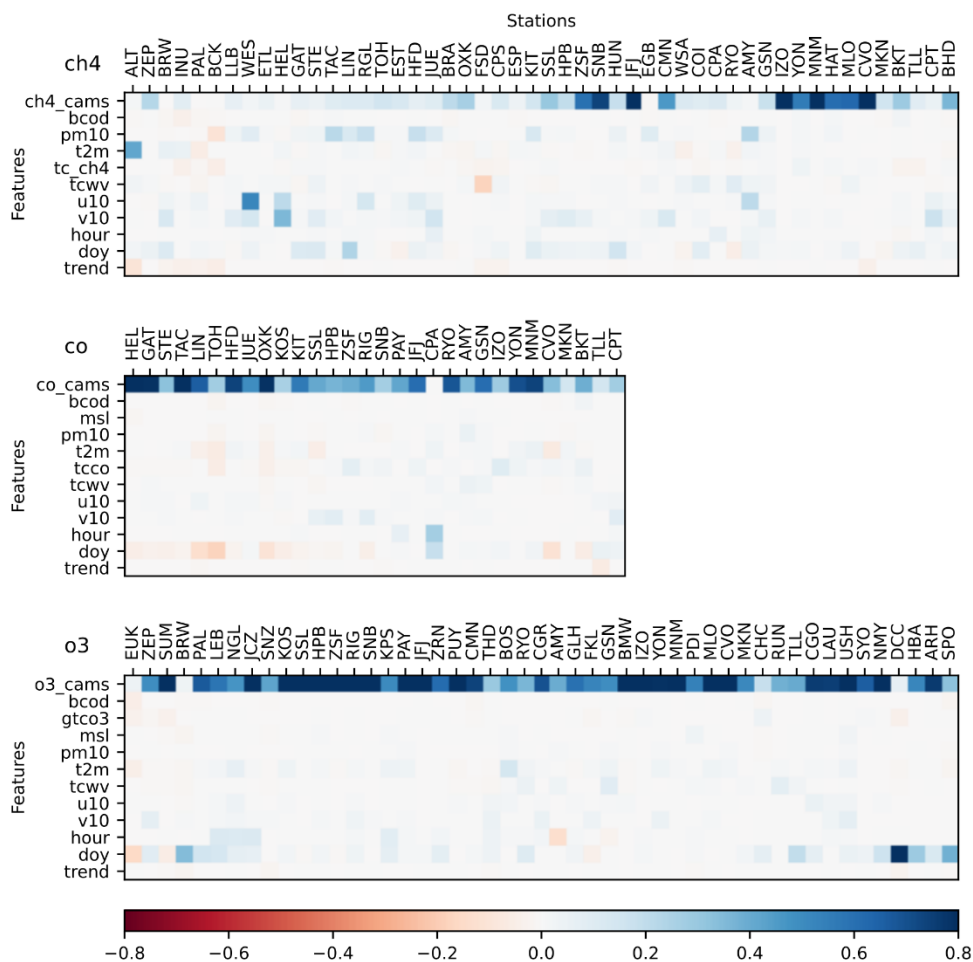 Stations
ch4
ALT ZEP BRW INU PAL BCK LLB WES ETL HEL GAT STE TAC LIN RGL TOH EST HFD JUE BRA OXK FSD CPS ESP KIT SSL HPB ZSF SNB HUN JFJ EGB CMN WSA COI CPA RYO AMY GSN IZO YON MNM HAT MLO CVO MKN BKT TLL CPT BHD
Features
ch4_cams
bcod
pm10
t2m
tc_ch4
tcwv
u10
v10
hour
doy
trend
co
HEL GAT STE TAC LIN TOH HFD JUE OXK KOS KIT SSL HPB ZSF RIG SNB PAY JFJ CPA RYO AMY GSN IZO YON MNM CVO MKN BKT TLL CPT
Features
co_cams
bcod
msl
pm10
t2m
tcco
tcwv
u10
v10
hour
doy
trend
o3
EUK ZEP SUM BRW PAL LEB NGL JCZ SNZ KOS SSL HPB ZSF RIG SNB KPS PAY JFJ ZRN PUY CMN THD BOS RYO CGR AMY GLH FKL GSN BMW IZO YON MNM PDI MLO CVO MKN CHC RUN TLL CGO LAU USH SYO NMY DCC HBA ARH SPO
Features
o3_cams
bcod
gtco3
msl
pm10
t2m
tcwv
u10
v10
hour
doy
trend
−0.8 −0.6 −0.4 −0.2 0.0 0.2 0.4 0.6 0.8